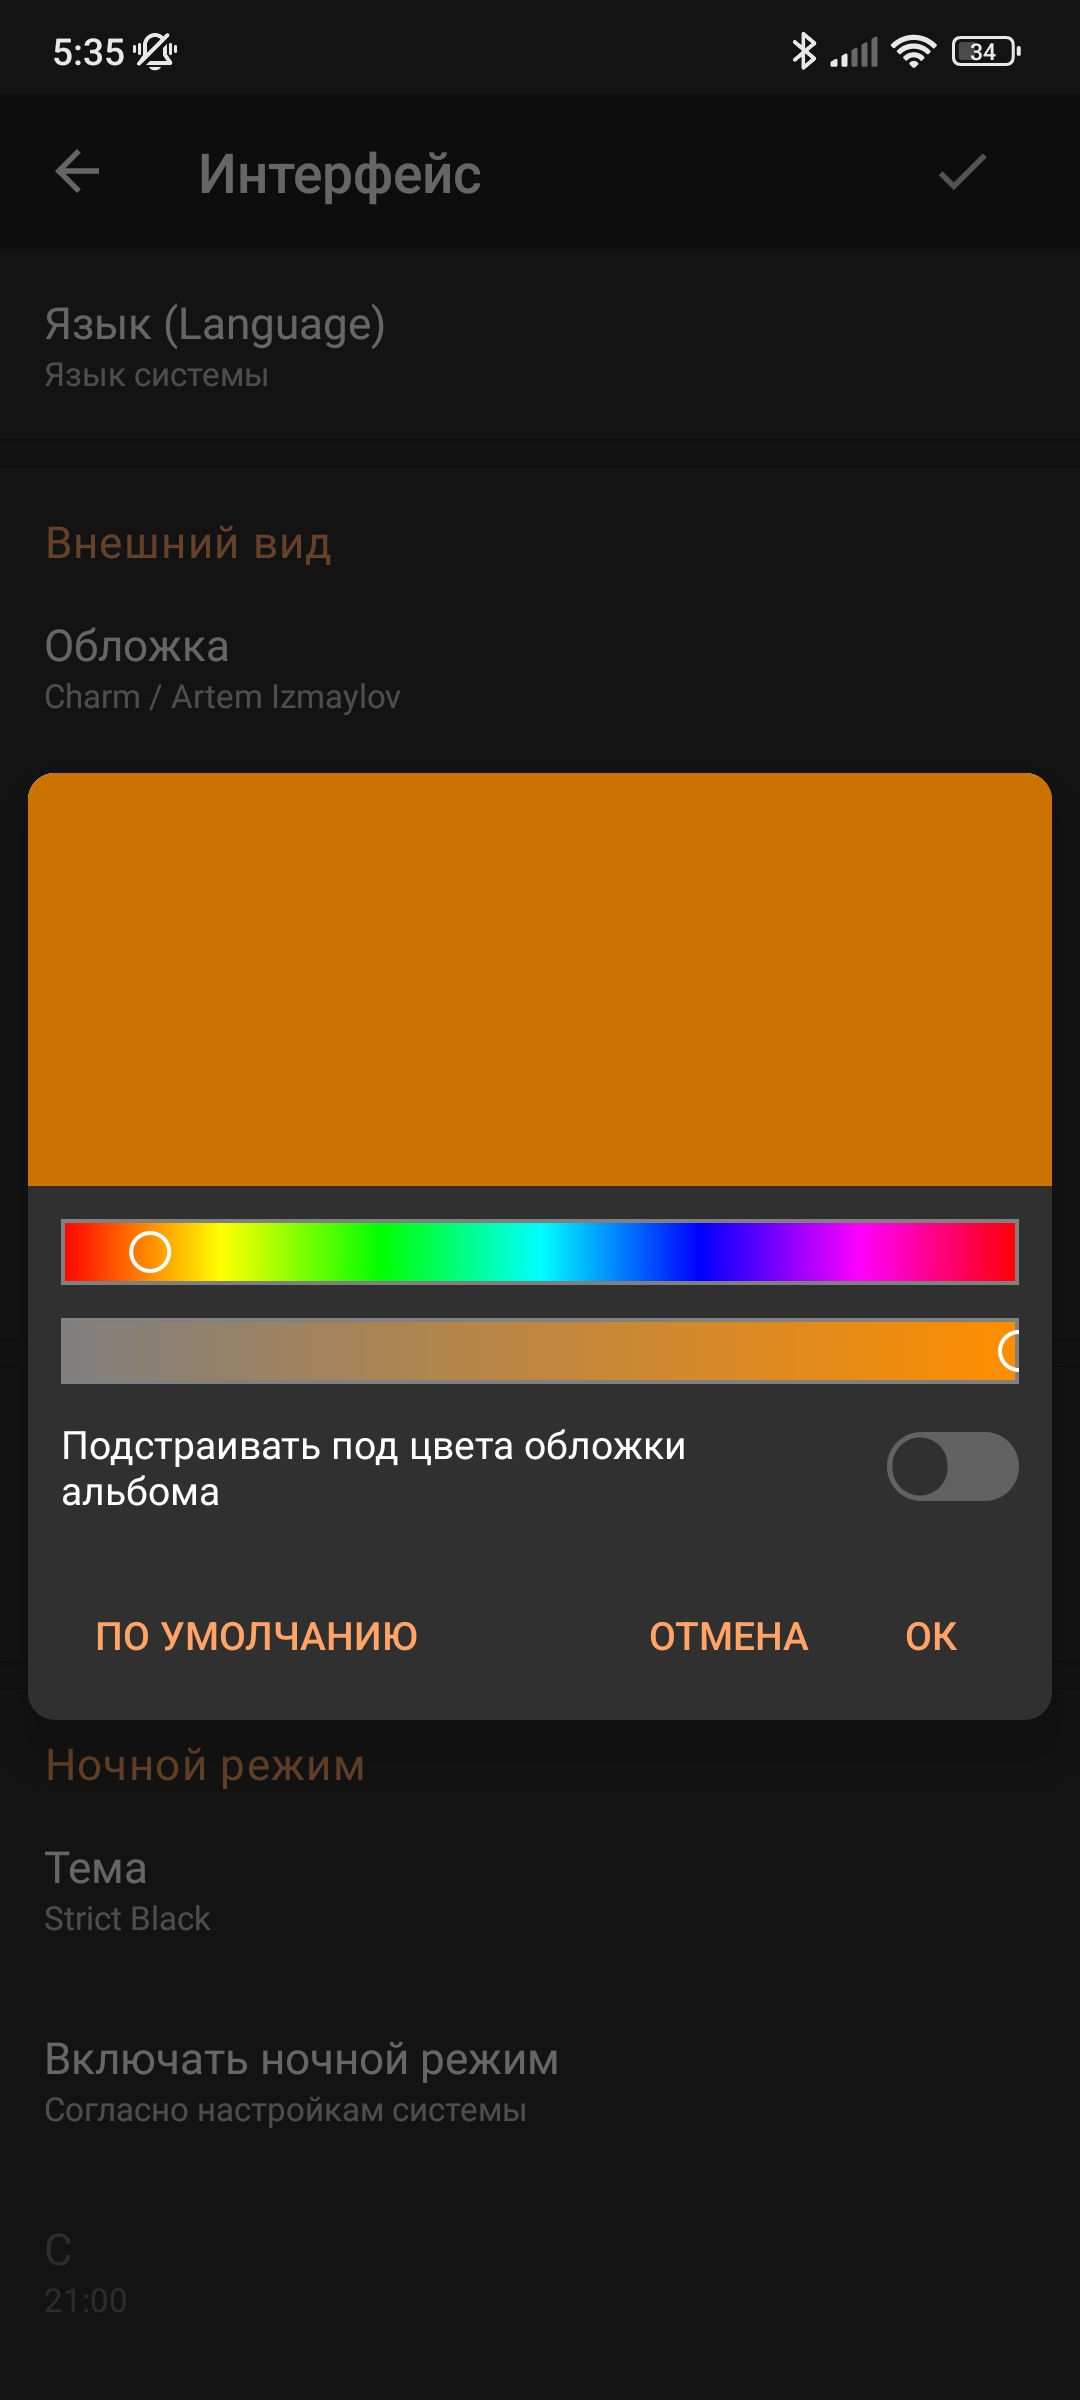 5:35
34
Интерфейс
Язык (Language)
Язык системы
Внешний вид
Обложка
Charm / Artem Izmaylov
Подстраивать под цвета обложки
альбома
ПО УМОЛЧАНИЮ ОТМЕНА ОК
Ночной режим
Тема
Strict Black
Включать ночной режим
Согласно настройкам системы
С
21:00